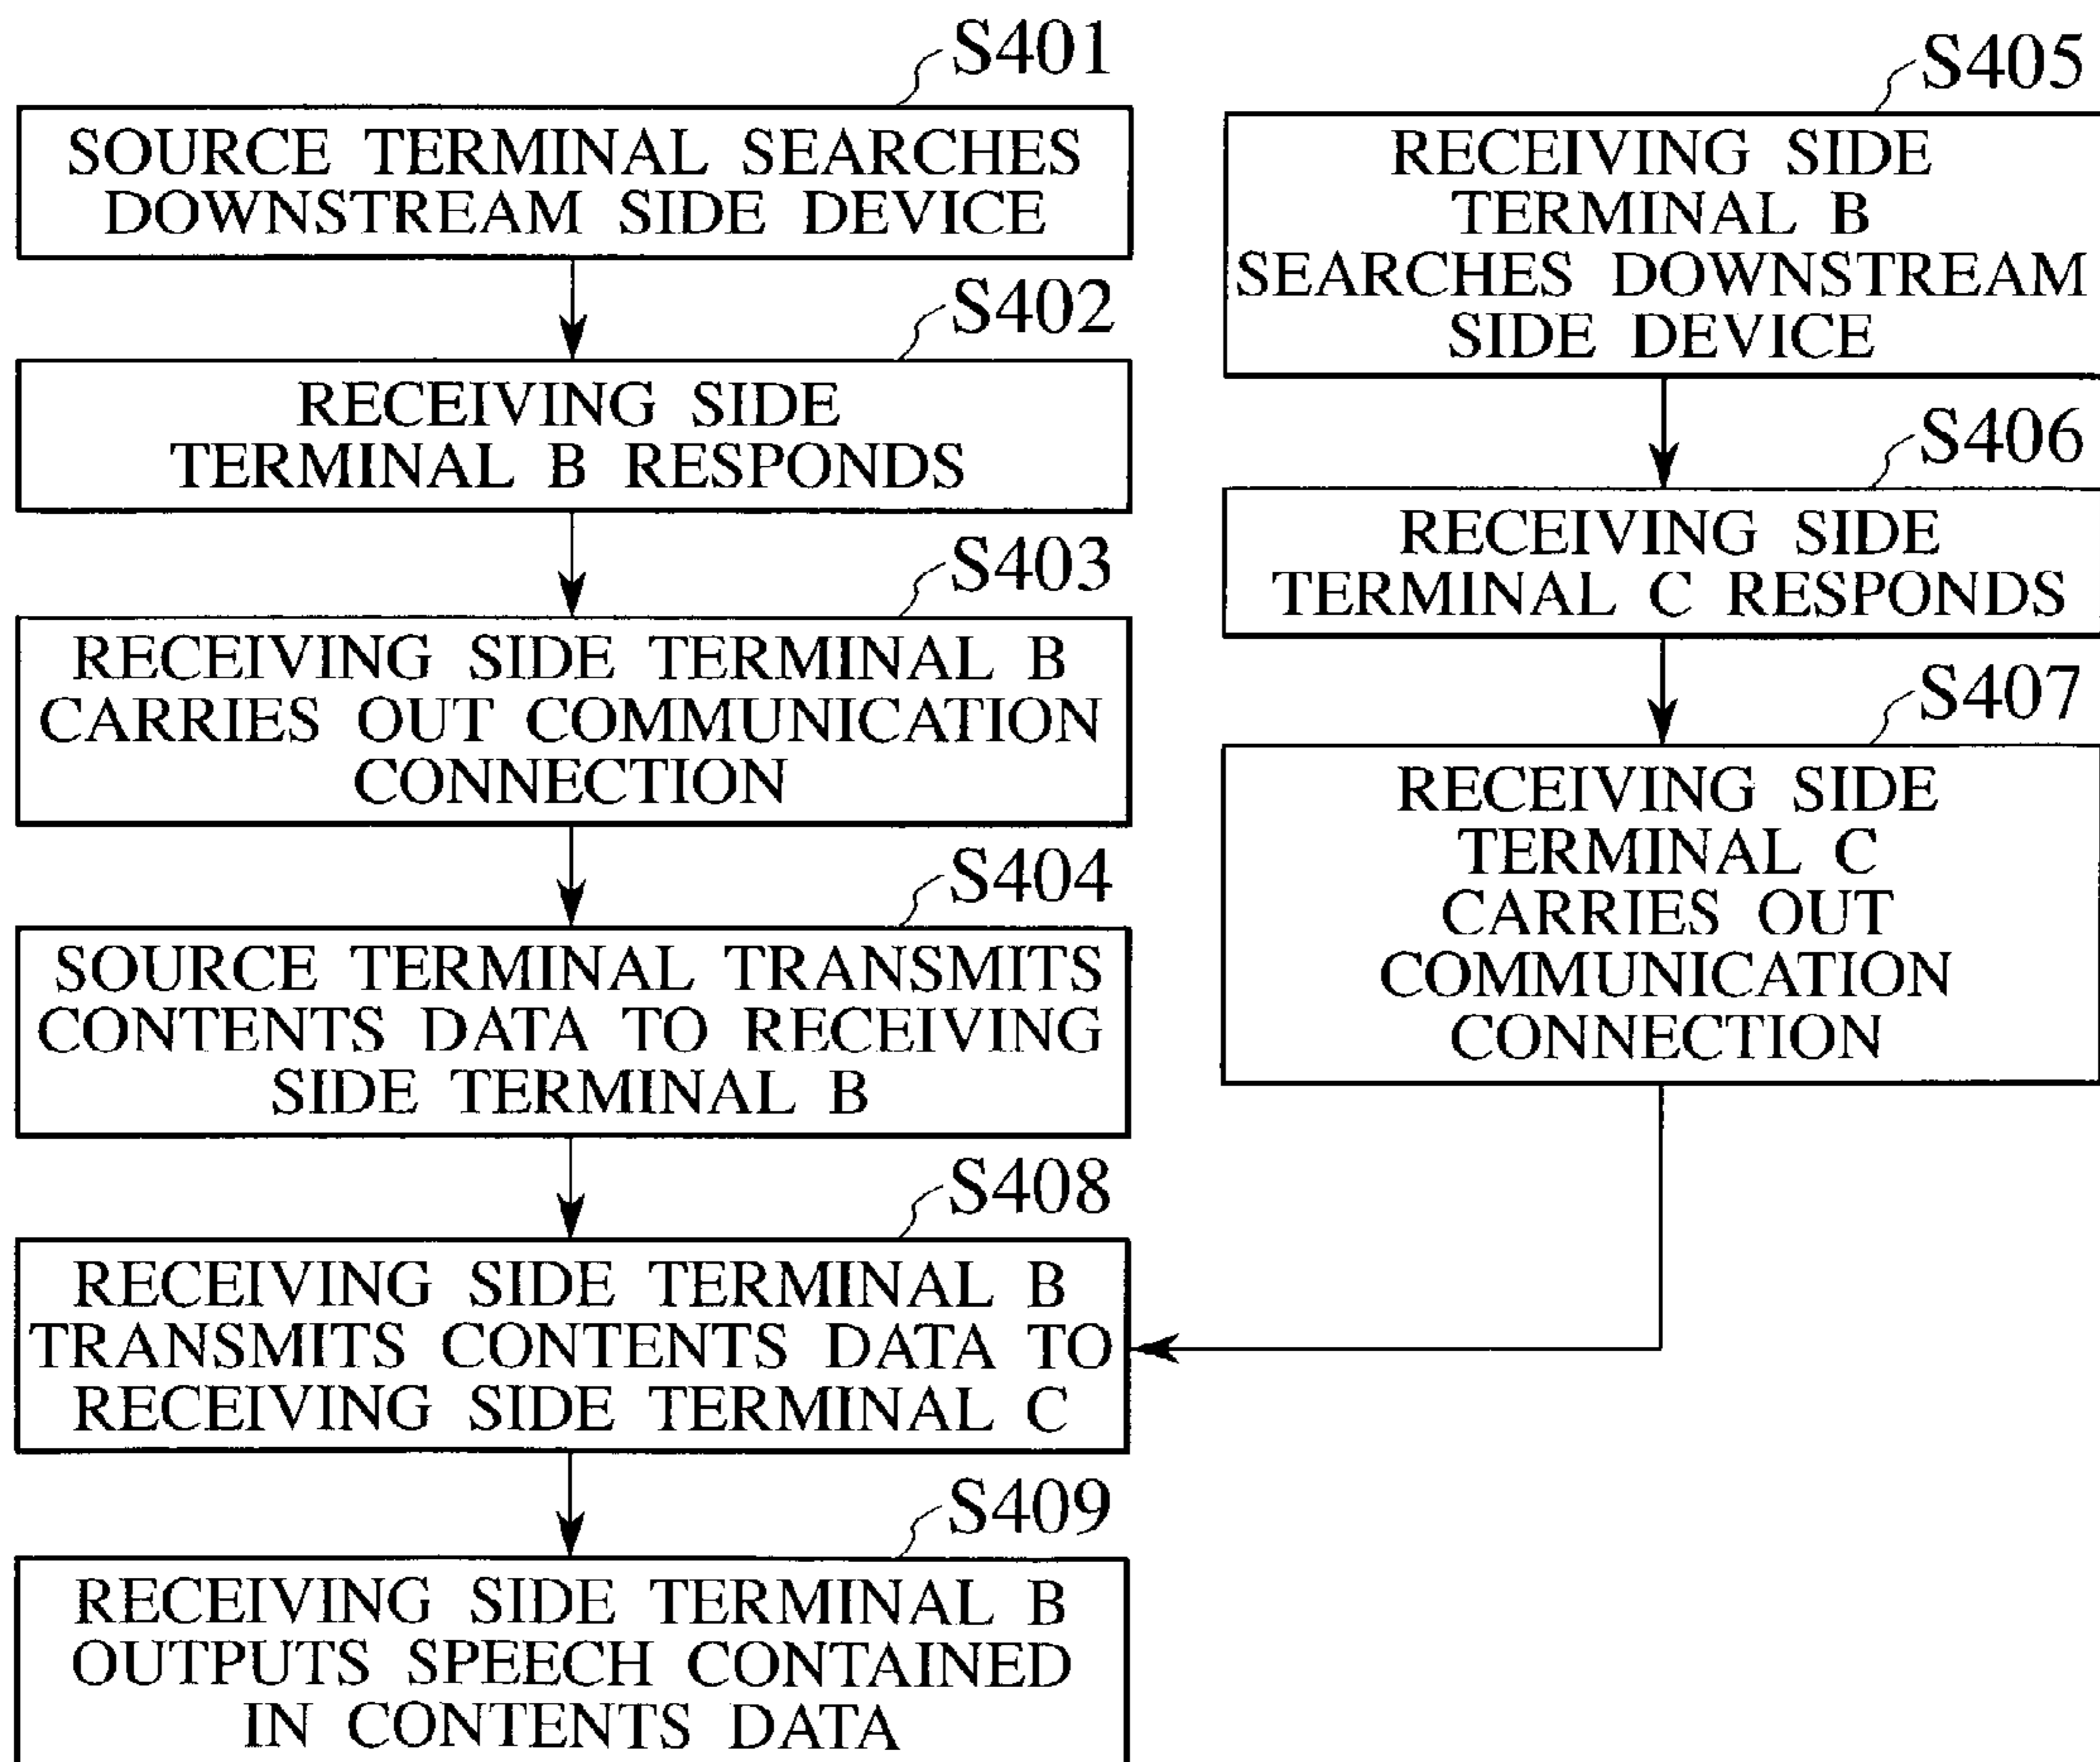 S401
SOURCE TERMINAL SEARCHES
DOWNSTREAM SIDE DEVICE
S402
RECEIVING SIDE
TERMINAL B RESPONDS
S403
RECEIVING SIDE TERMINAL B
CARRIES OUT COMMUNICATION
CONNECTION
S404
SOURCE TERMINAL TRANSMITS
CONTENTS DATA TO RECEIVING
SIDE TERMINAL B
S405
RECEIVING SIDE
TERMINAL B
SEARCHES DOWNSTREAM
SIDE DEVICE
S406
RECEIVING SIDE
TERMINAL C RESPONDS
S407
RECEIVING SIDE
TERMINAL C
CARRIES OUT
COMMUNICATION
CONNECTION
S408
RECEIVING SIDE TERMINAL B
TRANSMITS CONTENTS DATA TO
RECEIVING SIDE TERMINAL C
S409
RECEIVING SIDE TERMINAL B
OUTPUTS SPEECH CONTAINED
IN CONTENTS DATA